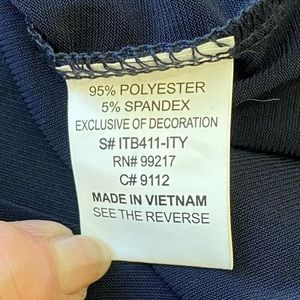 95% POLYESTER
5% SPANDEX
EXCLUSIVE OF DECORATION
S# ITB411-ITY
RN# 99217
C# 9112
MADE IN VIETNAM
SEE THE REVERSE